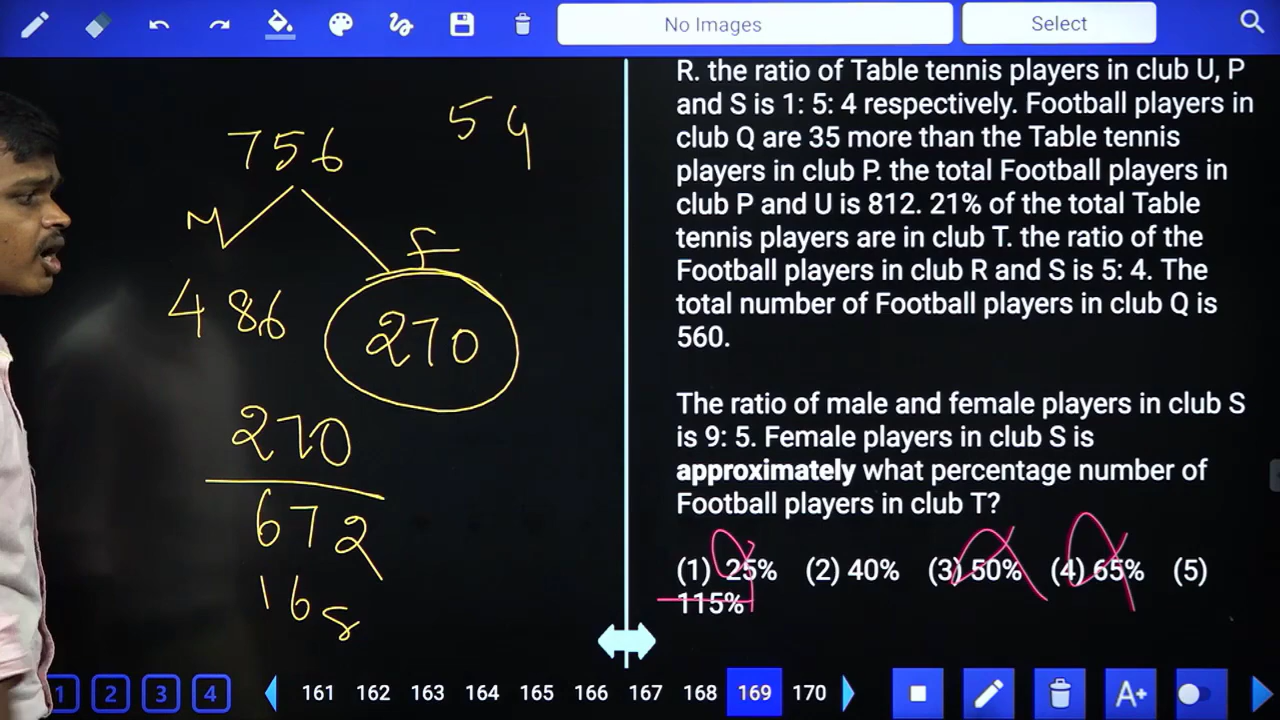 No Images
Select
756
54
M
F
486
270
270
672
168
R. the ratio of Table tennis players in club U, P
and S is 1: 5: 4 respectively. Football players in
club Q are 35 more than the Table tennis
players in club P. the total Football players in
club P and U is 812. 21% of the total Table
tennis players are in club T. the ratio of the
Football players in club R and S is 5: 4. The
total number of Football players in club Q is
560.
The ratio of male and female players in club S
is 9: 5. Female players in club S is
approximately what percentage number of
Football players in club T?
(1) 25% (2) 40% (3) 50% (4) 65% (5)
115%
1 2 3 4 161 162 163 164 165 166 167 168 169 170 A+